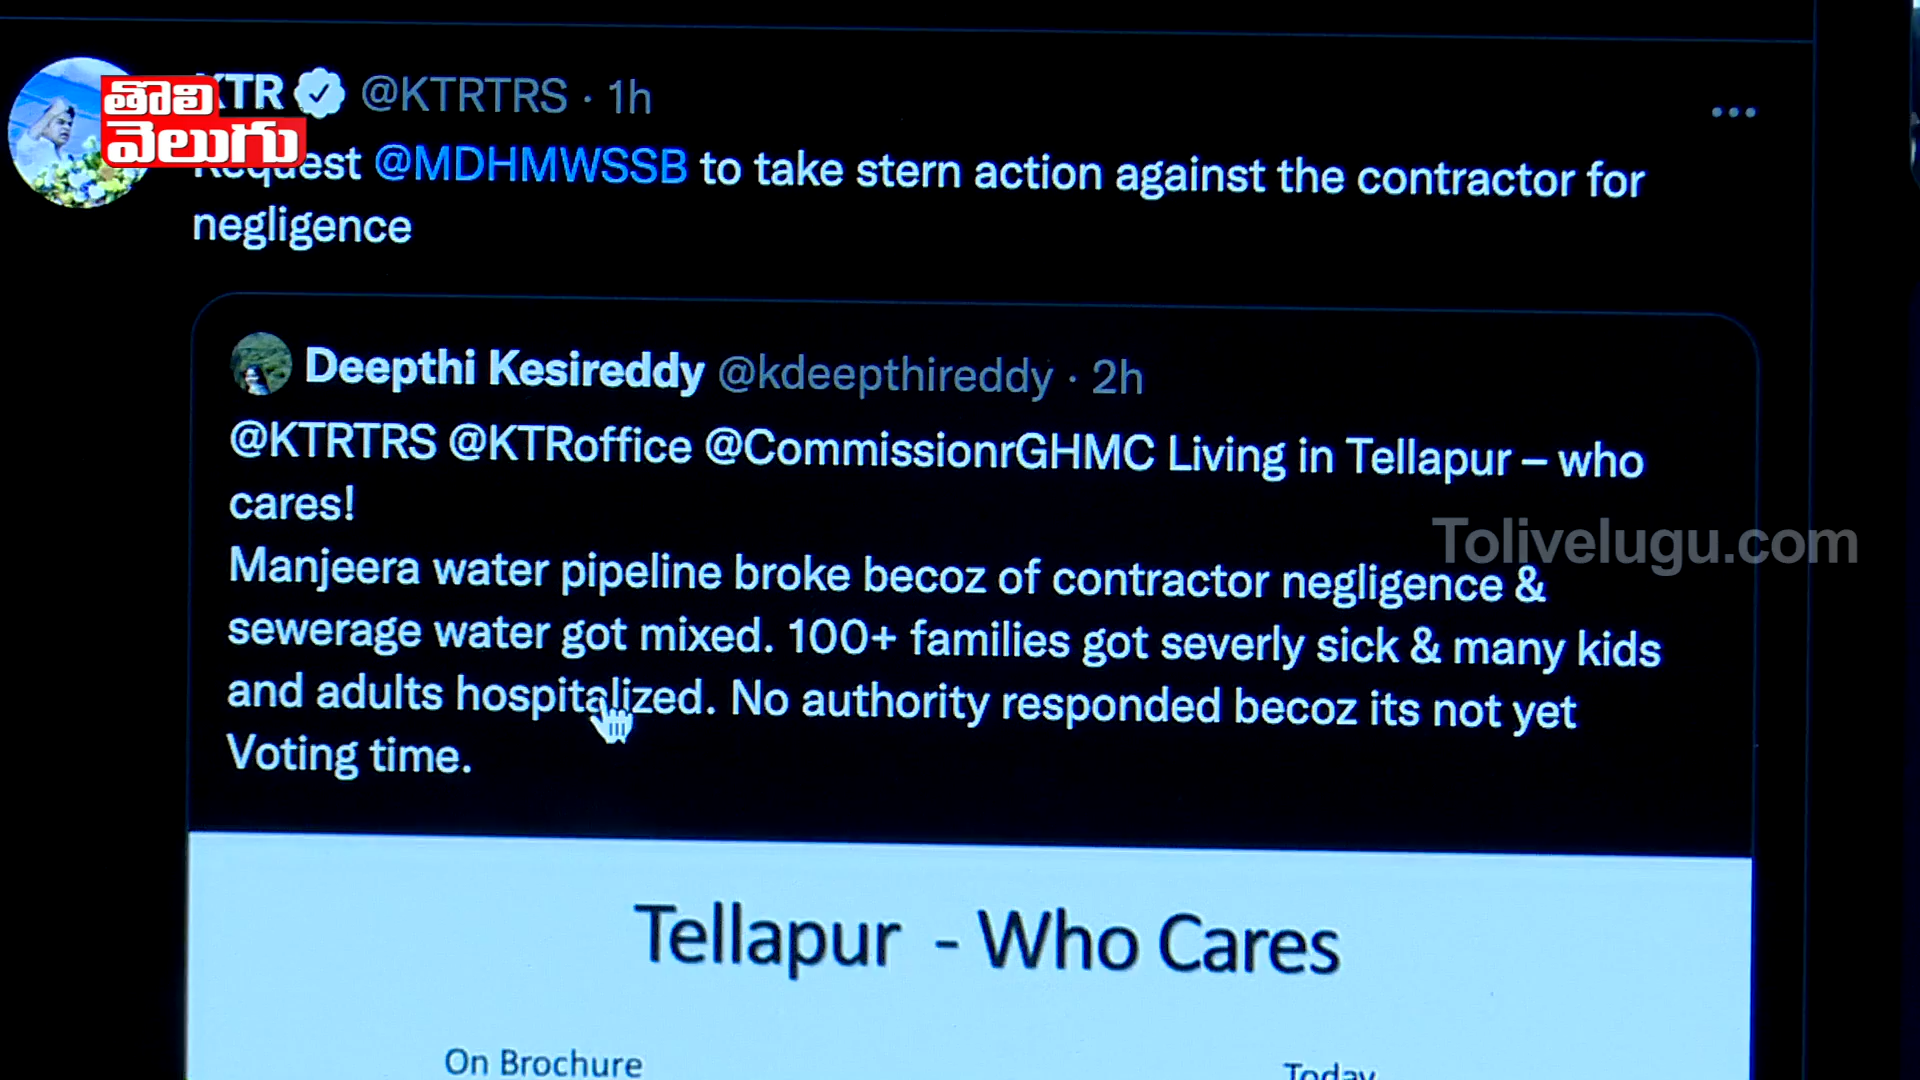 KTR @KTRTRS · 1h
తొలి
వెలుగు
Request @MDHMWSSB to take stern action against the contractor for
negligence
Deepthi Kesireddy @kdeepthireddy · 2h
@KTRTRS @KTRoffice @CommissionrGHMC Living in Tellapur – who
cares!
Tolivelugu.com
Manjeera water pipeline broke becoz of contractor negligence &
sewerage water got mixed. 100+ families got severly sick & many kids
and adults hospitalized. No authority responded becoz its not yet
Voting time.
Tellapur - Who Cares
On Brochure
Today